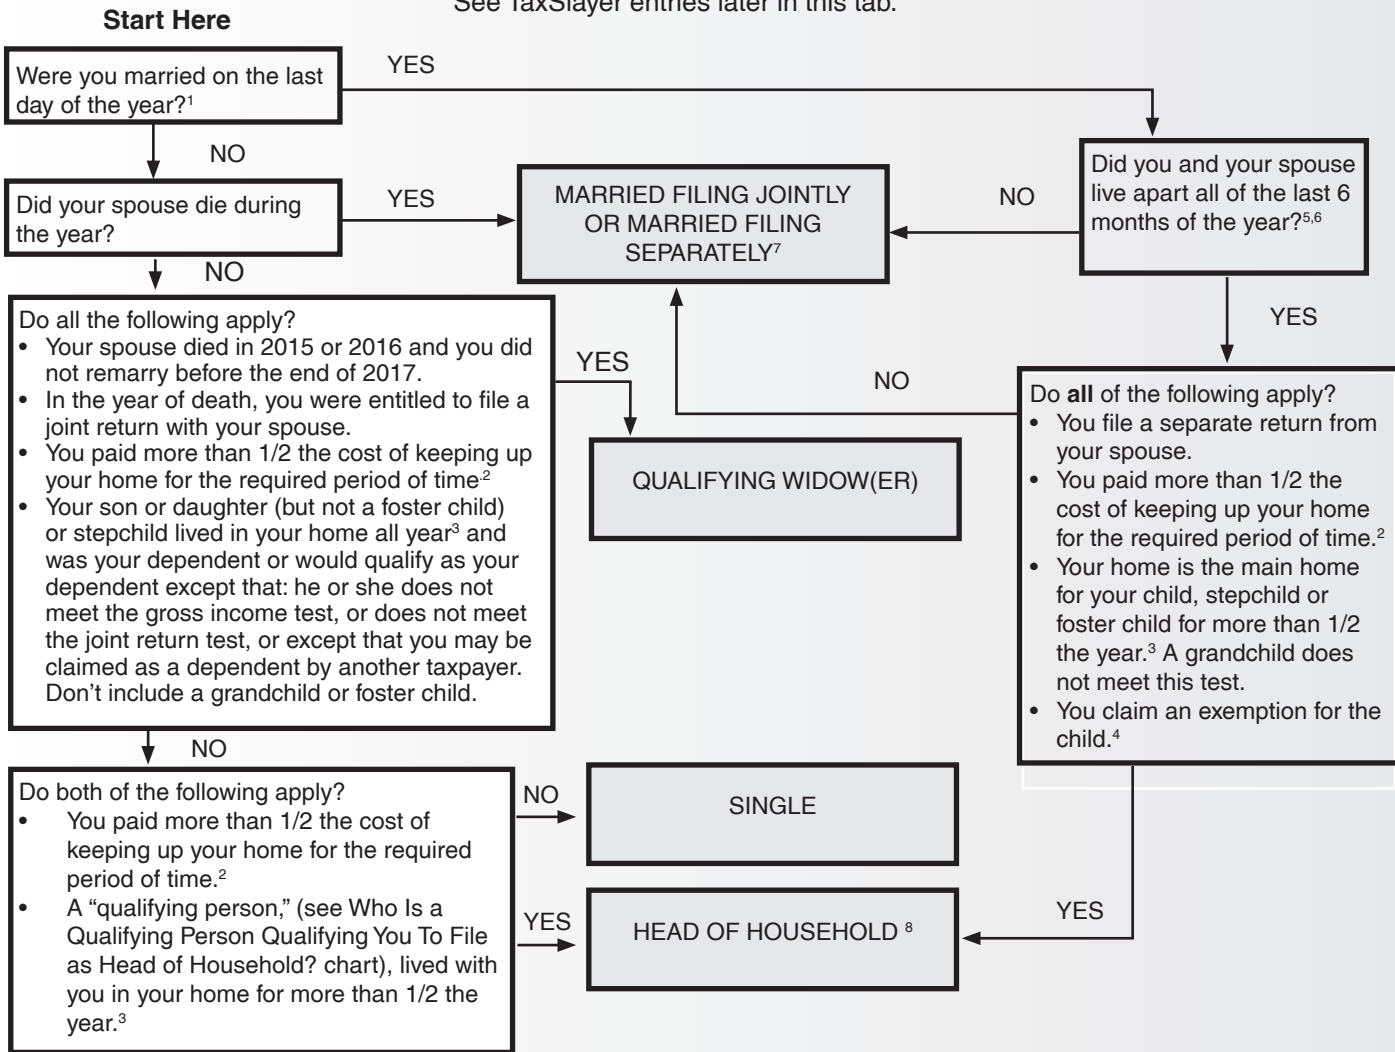 See TaxSlayer entries later in this tab.
Start Here
Were you married on the last
day of the year?¹
YES
NO
Did your spouse die during
the year?
YES
NO
MARRIED FILING JOINTLY
OR MARRIED FILING
SEPARATELY⁷
NO
Did you and your spouse
live apart all of the last 6
months of the year?⁵,⁶
YES
Do all the following apply?
• Your spouse died in 2015 or 2016 and you did
not remarry before the end of 2017.
• In the year of death, you were entitled to file a
joint return with your spouse.
• You paid more than 1/2 the cost of keeping up
your home for the required period of time.²
• Your son or daughter (but not a foster child)
or stepchild lived in your home all year³ and
was your dependent or would qualify as your
dependent except that: he or she does not
meet the gross income test, or does not meet
the joint return test, or except that you may be
claimed as a dependent by another taxpayer.
Don’t include a grandchild or foster child.
YES
QUALIFYING WIDOW(ER)
NO
Do all of the following apply?
• You file a separate return from
your spouse.
• You paid more than 1/2 the
cost of keeping up your home
for the required period of time.²
• Your home is the main home
for your child, stepchild or
foster child for more than 1/2
the year.³ A grandchild does
not meet this test.
• You claim an exemption for the
child.⁴
NO
Do both of the following apply?
• You paid more than 1/2 the cost of
keeping up your home for the required
period of time.²
• A “qualifying person,” (see Who Is a
Qualifying Person Qualifying You To File
as Head of Household? chart), lived with
you in your home for more than 1/2 the
year.³
NO
SINGLE
YES
HEAD OF HOUSEHOLD ⁸
YES